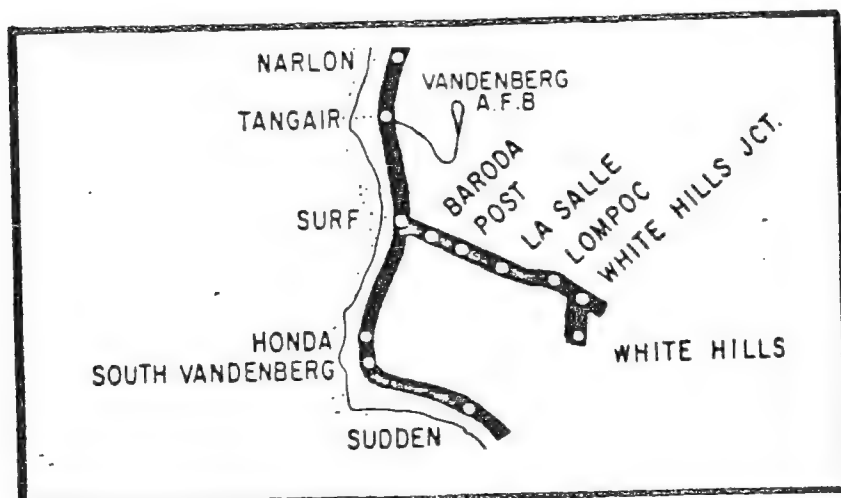 NARLON
VANDENBERG
A.F.B
TANGAIR
BARODA
POST
LA SALLE
LOMPOC
WHITE HILLS JCT.
SURF
HONDA
SOUTH VANDENBERG
WHITE HILLS
SUDDEN